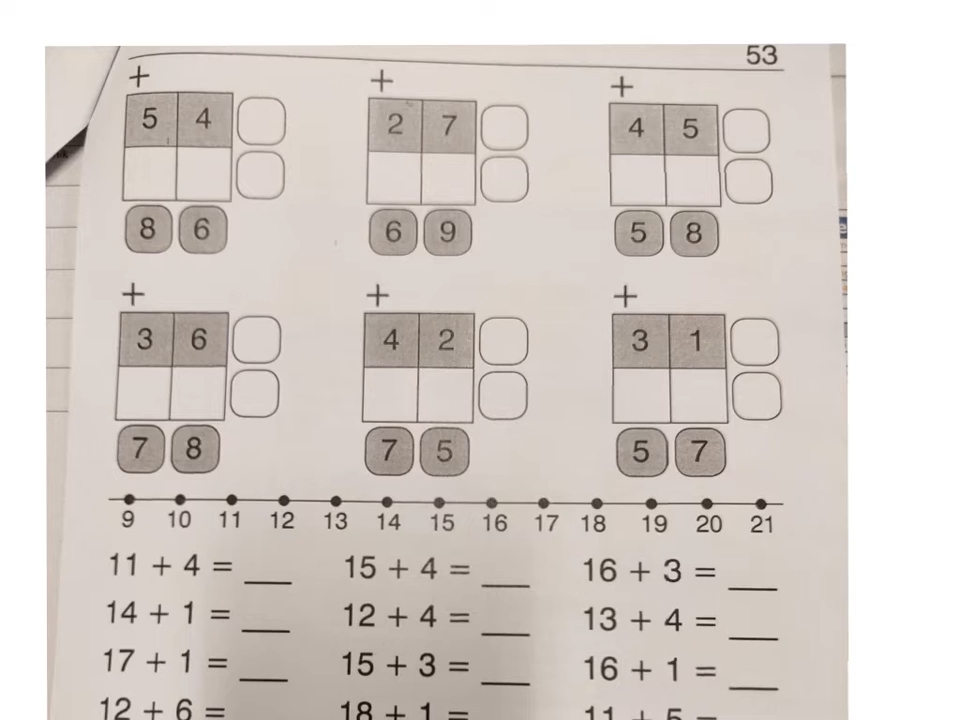 53
+ + +
5 4 2 7 4 5
8 6 6 9 5 8
+ + +
3 6 4 2 3 1
7 8 7 5 5 7
9 10 11 12 13 14 15 16 17 18 19 20 21
11 + 4 = ___ 15 + 4 = ___ 16 + 3 = ___
14 + 1 = ___ 12 + 4 = ___ 13 + 4 = ___
17 + 1 = ___ 15 + 3 = ___ 16 + 1 = ___
12 + 6 = 18 + 1 = 11 + 5 =